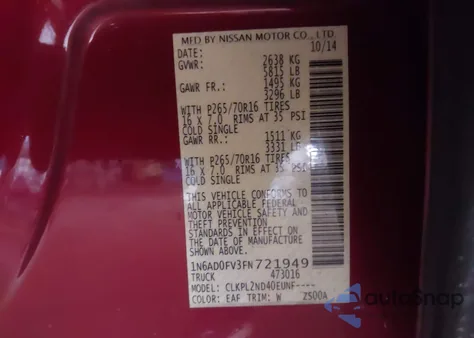 MFD BY NISSAN MOTOR CO., LTD.
DATE: 10/14
GVWR: 2638 KG
5815 LB
GAWR FR.: 1495 KG
3296 LB
WITH P265/70R16 TIRES
16 X 7.0 RIMS AT 35 PSI
COLD SINGLE
GAWR RR.: 1511 KG
3331 LB
WITH P265/70R16 TIRES
16 X 7.0 RIMS AT 35 PSI
COLD SINGLE
THIS VEHICLE CONFORMS TO
ALL APPLICABLE FEDERAL
MOTOR VEHICLE SAFETY AND
THEFT PREVENTION
STANDARDS IN EFFECT ON
THE DATE OF MANUFACTURE
SHOWN ABOVE.
1N6AD0FV3FN721949
TRUCK 473016
MODEL: CLKPL2ND40EUNF----
COLOR: EAF TRIM: W 2500A
autoSnap